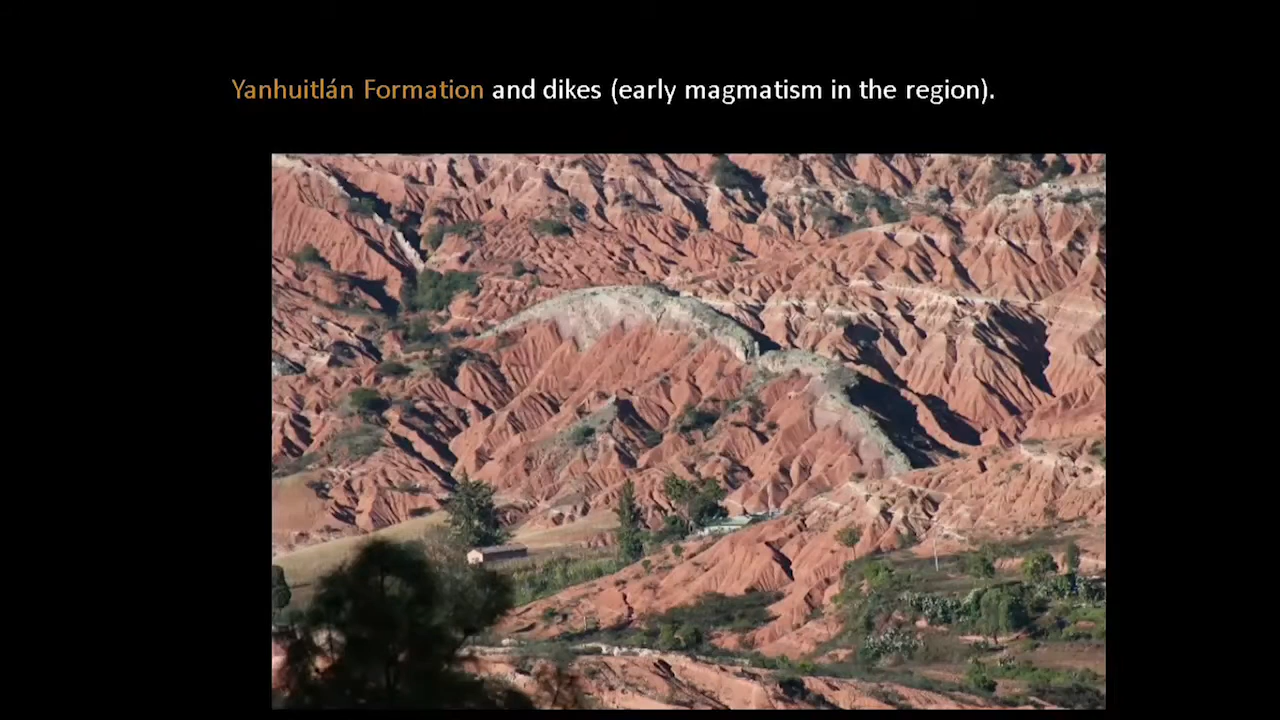 Yanhuitlán Formation and dikes (early magmatism in the region).